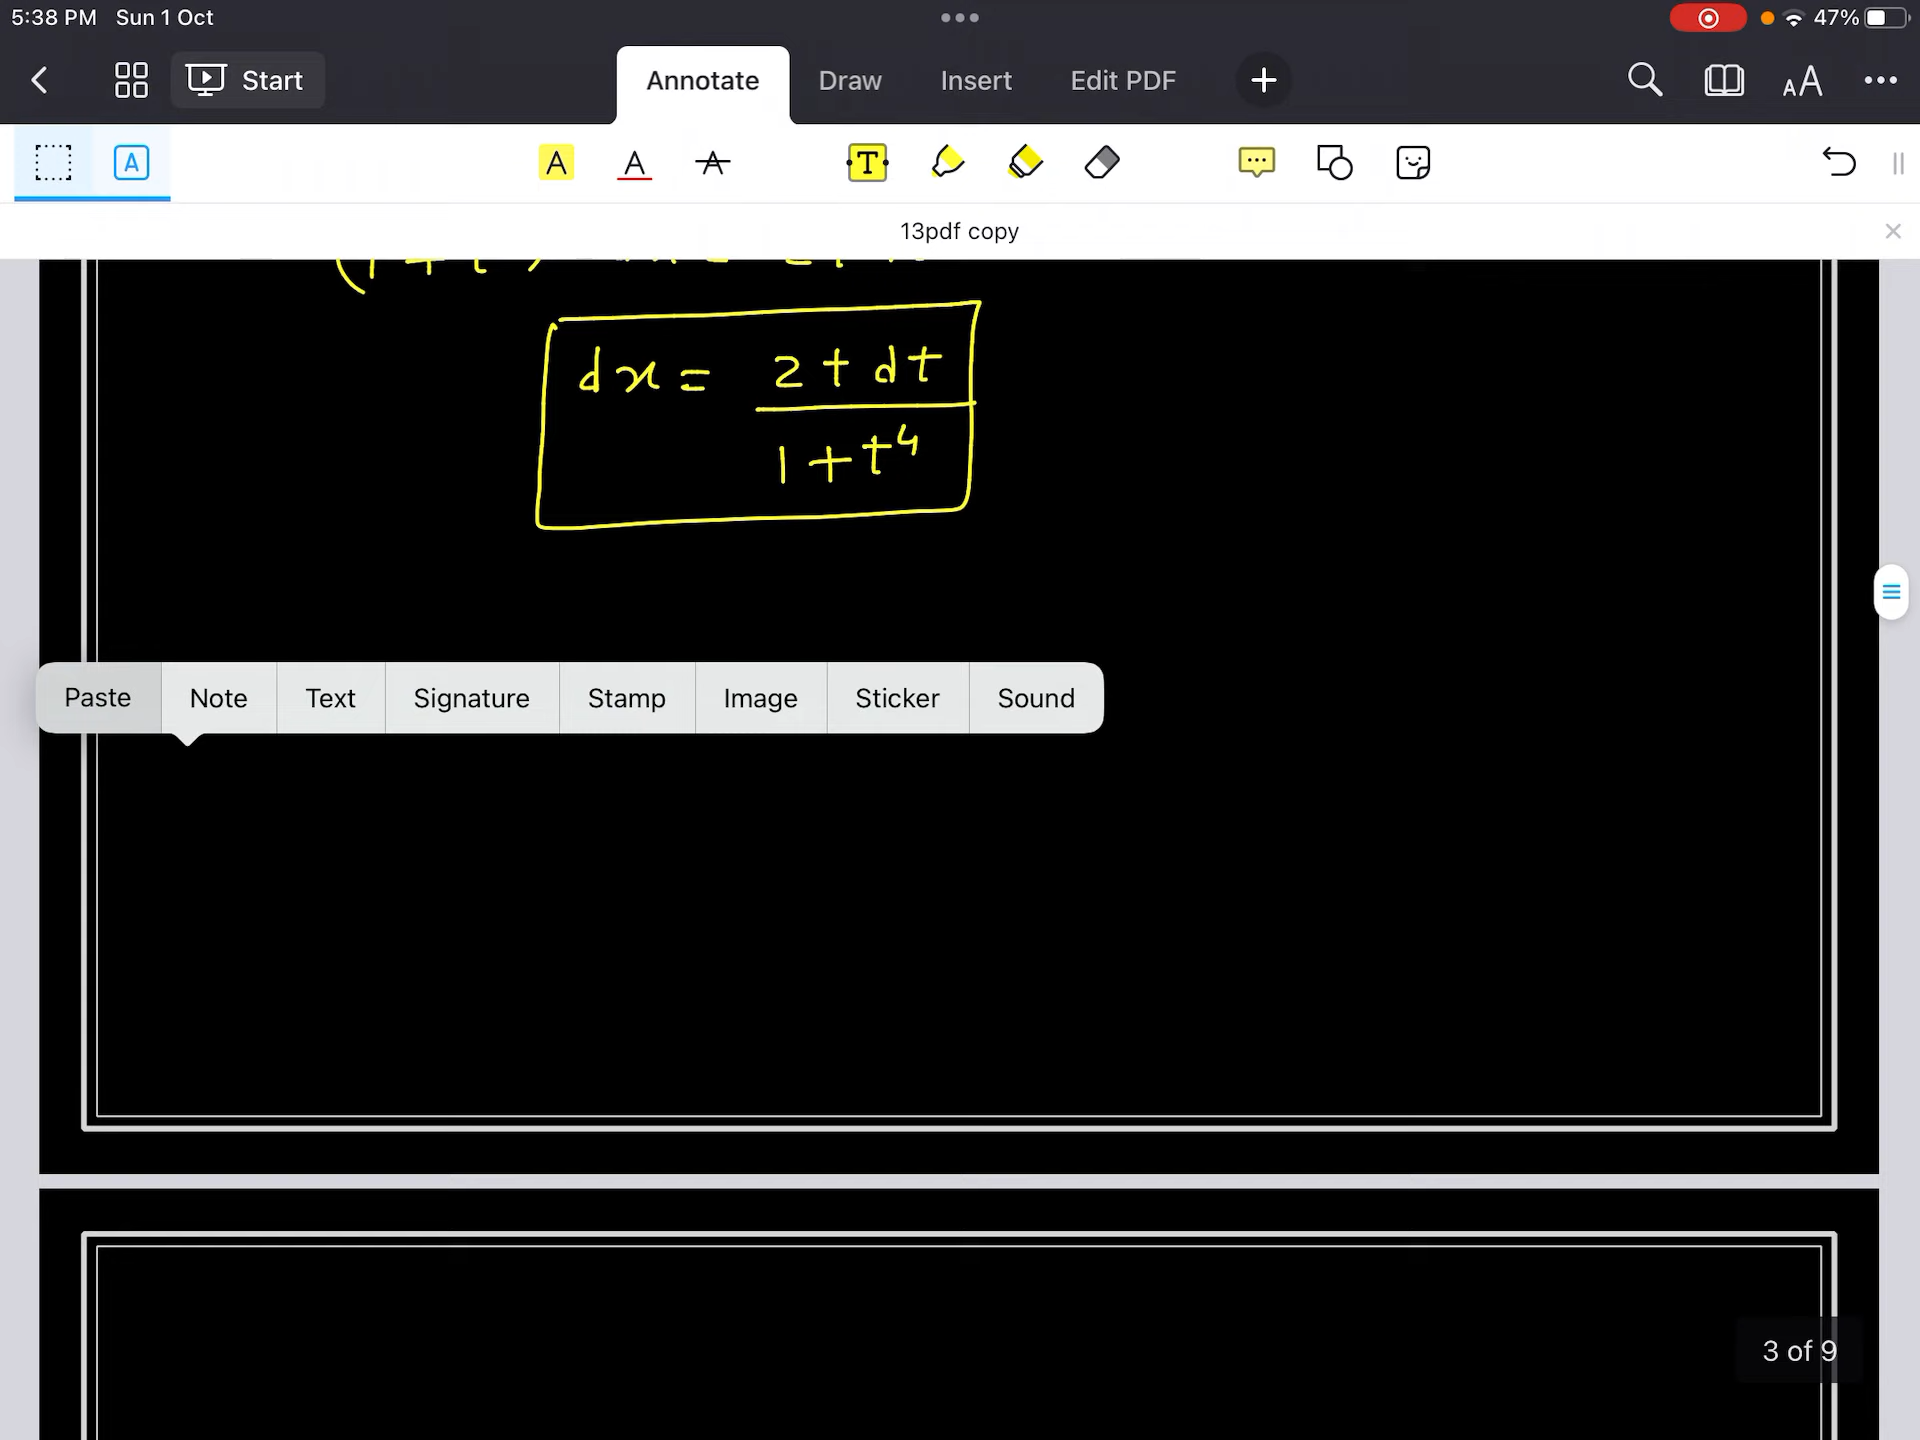 5:38 PM Sun 1 Oct 47%
Start Annotate Draw Insert Edit PDF
A A A T
13pdf copy
dx = 2t dt
1 + t⁴
Paste Note Text Signature Stamp Image Sticker Sound
3 of 9